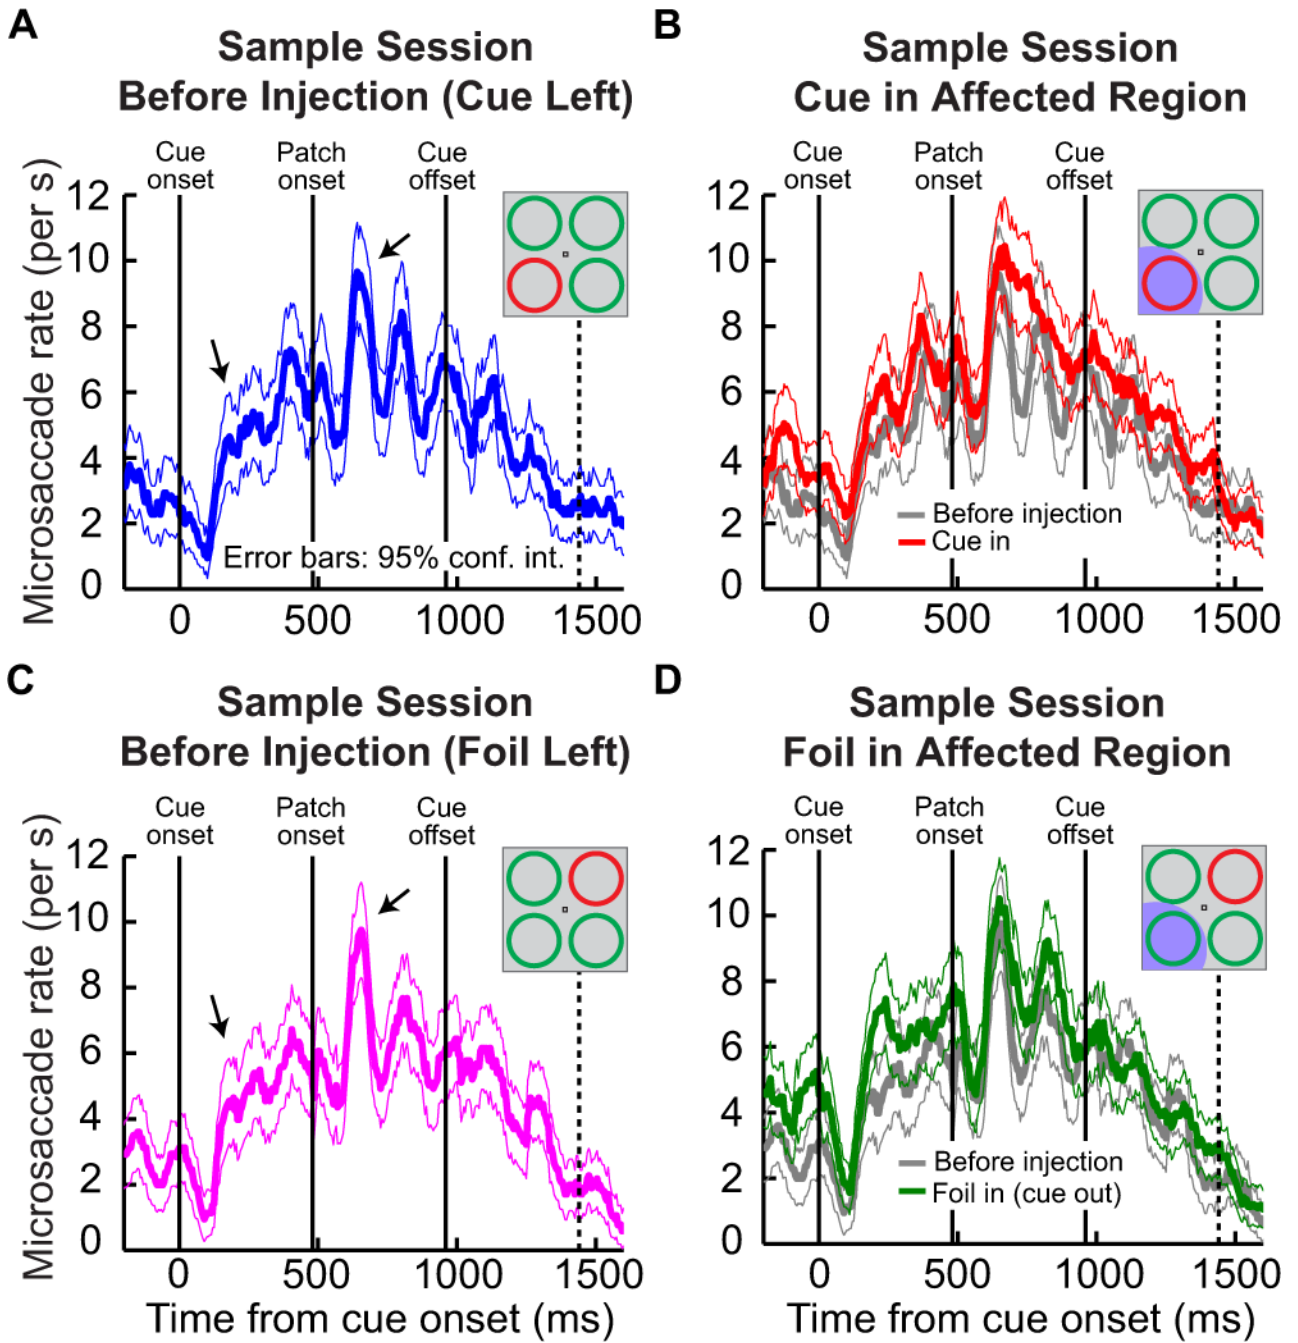 A
Sample Session
Before Injection (Cue Left)
Cue
onset
Patch
onset
Cue
offset
Microsaccade rate (per s)
12
10
8
6
4
2
0
Error bars: 95% conf. int.
0
500
1000
1500
B
Sample Session
Cue in Affected Region
Cue
onset
Patch
onset
Cue
offset
12
10
8
6
4
2
0
Before injection
Cue in
0
500
1000
1500
C
Sample Session
Before Injection (Foil Left)
Cue
onset
Patch
onset
Cue
offset
Microsaccade rate (per s)
12
10
8
6
4
2
0
0
500
1000
1500
Time from cue onset (ms)
D
Sample Session
Foil in Affected Region
Cue
onset
Patch
onset
Cue
offset
12
10
8
6
4
2
0
Before injection
Foil in (cue out)
0
500
1000
1500
Time from cue onset (ms)